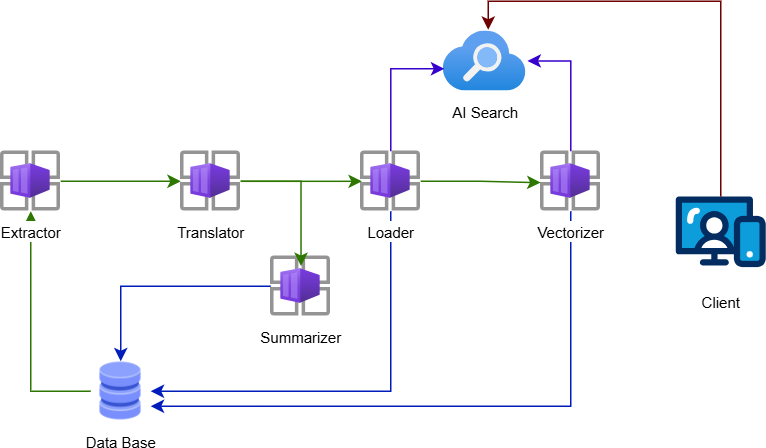 AI Search
Extractor
Translator
Loader
Vectorizer
Client
Summarizer
Data Base